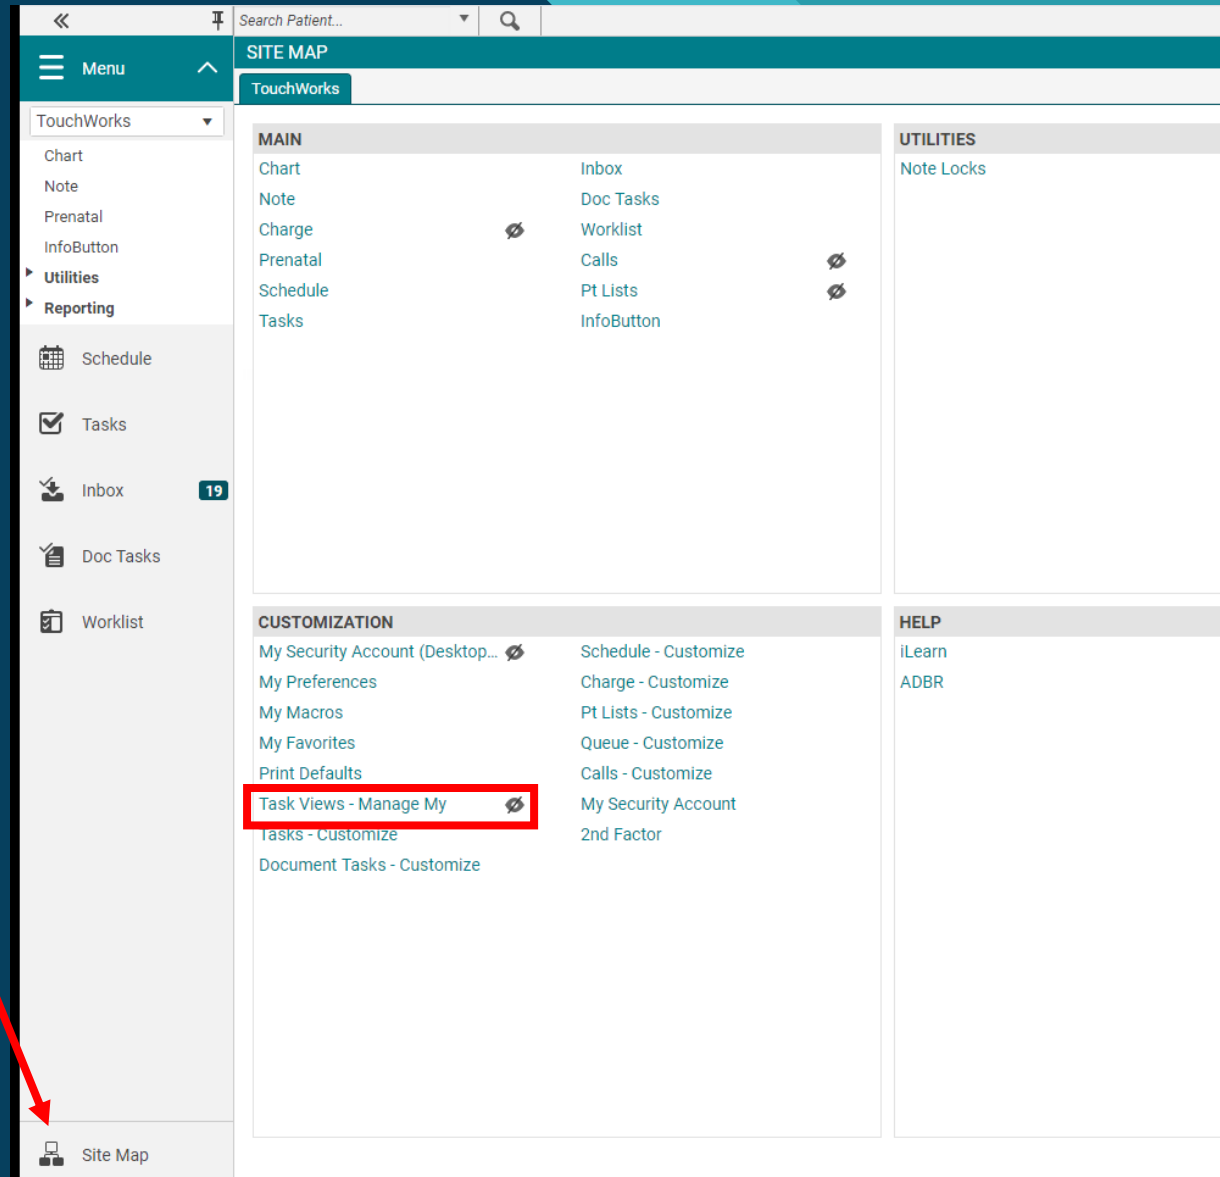 Search Patient...
Menu
TouchWorks
Chart
Note
Prenatal
InfoButton
Utilities
Reporting
Schedule
Tasks
Inbox 19
Doc Tasks
Worklist
Site Map
SITE MAP
TouchWorks
MAIN
Chart
Note
Charge
Prenatal
Schedule
Tasks
Inbox
Doc Tasks
Worklist
Calls
Pt Lists
InfoButton
UTILITIES
Note Locks
CUSTOMIZATION
My Security Account (Desktop...
My Preferences
My Macros
My Favorites
Print Defaults
Task Views - Manage My
Tasks - Customize
Document Tasks - Customize
Schedule - Customize
Charge - Customize
Pt Lists - Customize
Queue - Customize
Calls - Customize
My Security Account
2nd Factor
HELP
iLearn
ADBR